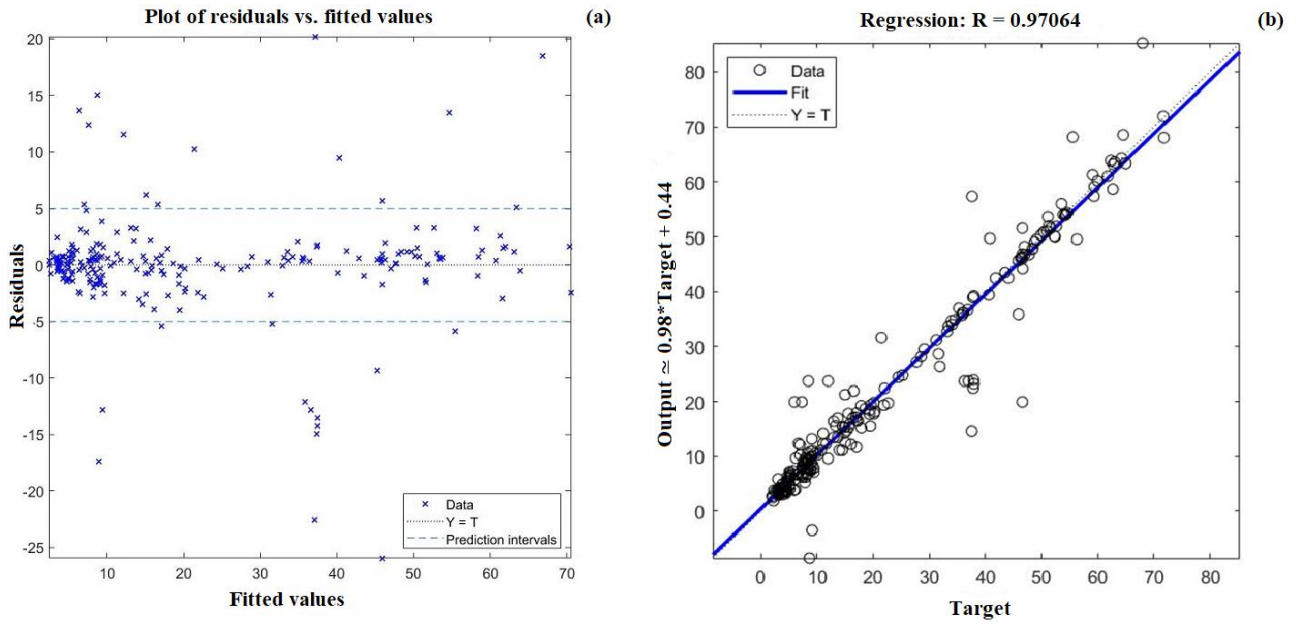 Plot of residuals vs. fitted values
(a)
20
15
10
5
0
-5
-10
-15
-20
-25
Residuals
10
20
30
40
50
60
70
Fitted values
Data
Y = T
Prediction intervals
Regression: R = 0.97064
(b)
Output ≃ 0.98*Target + 0.44
80
70
60
50
40
30
20
10
0
Data
Fit
Y = T
0
10
20
30
40
50
60
70
80
Target